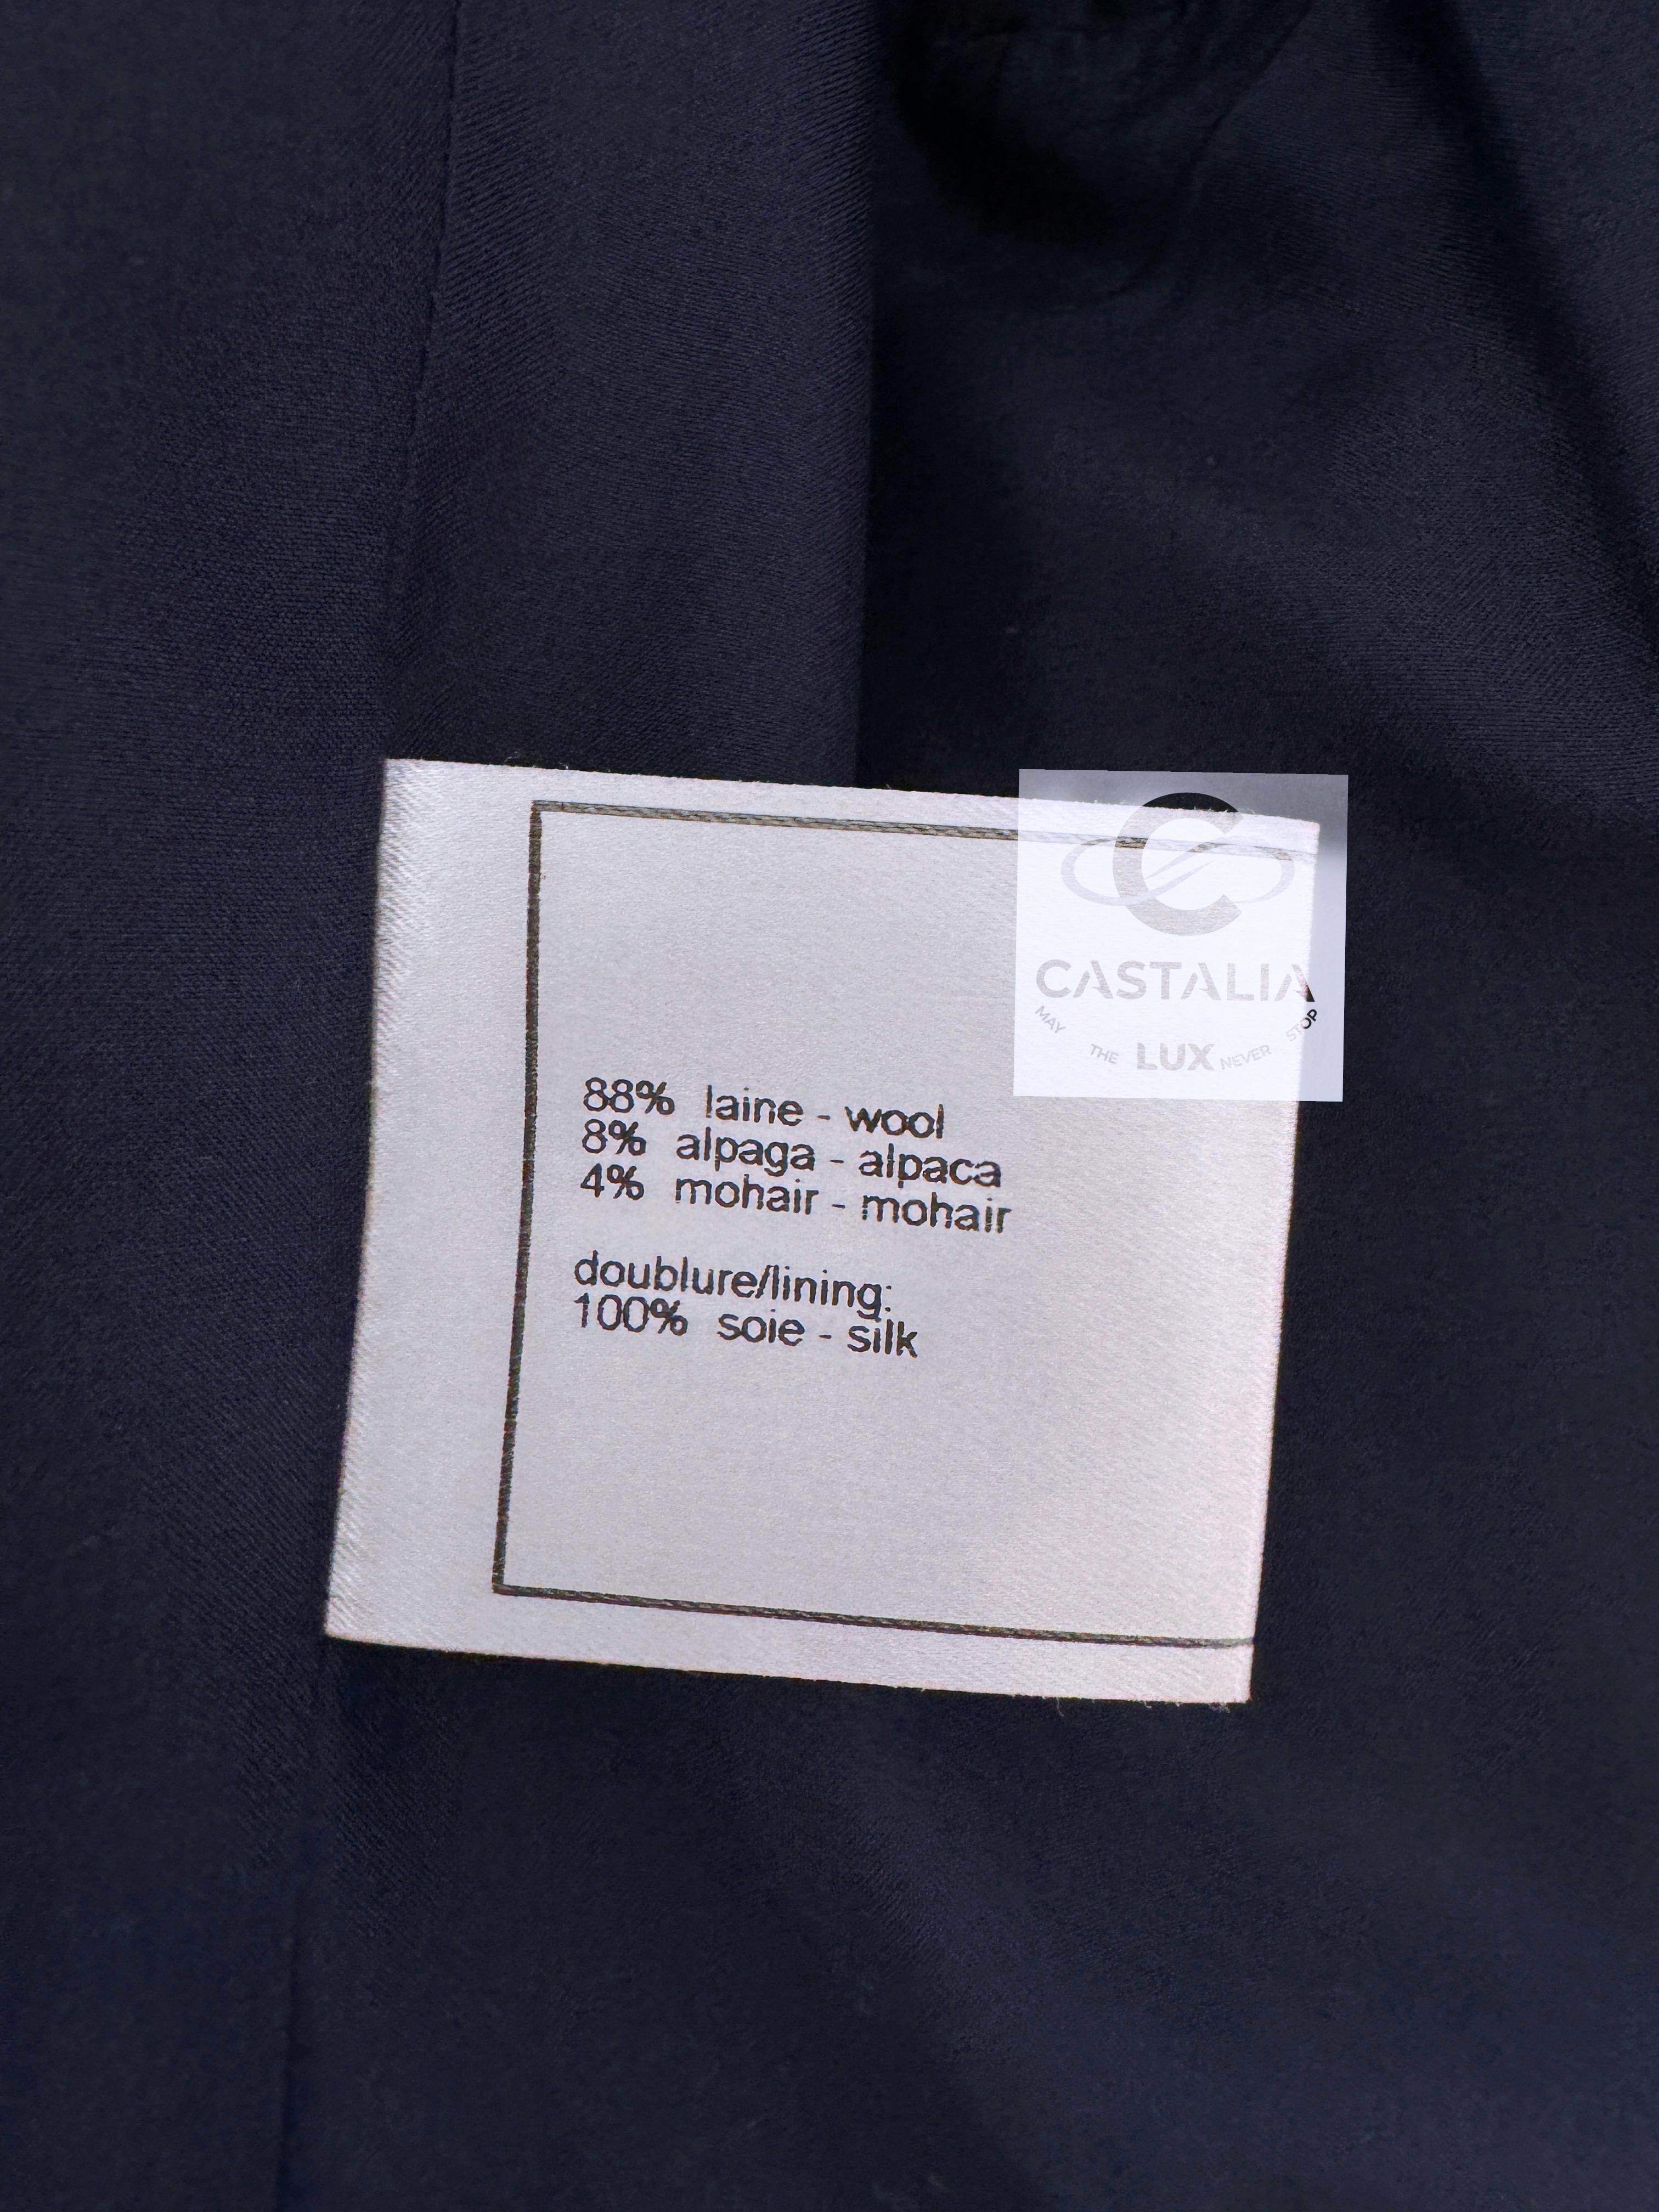 C
CASTALIA
MAY THE LUX NEVER STOP
88% laine - wool
8% alpaga - alpaca
4% mohair - mohair
doublure/lining:
100% soie - silk